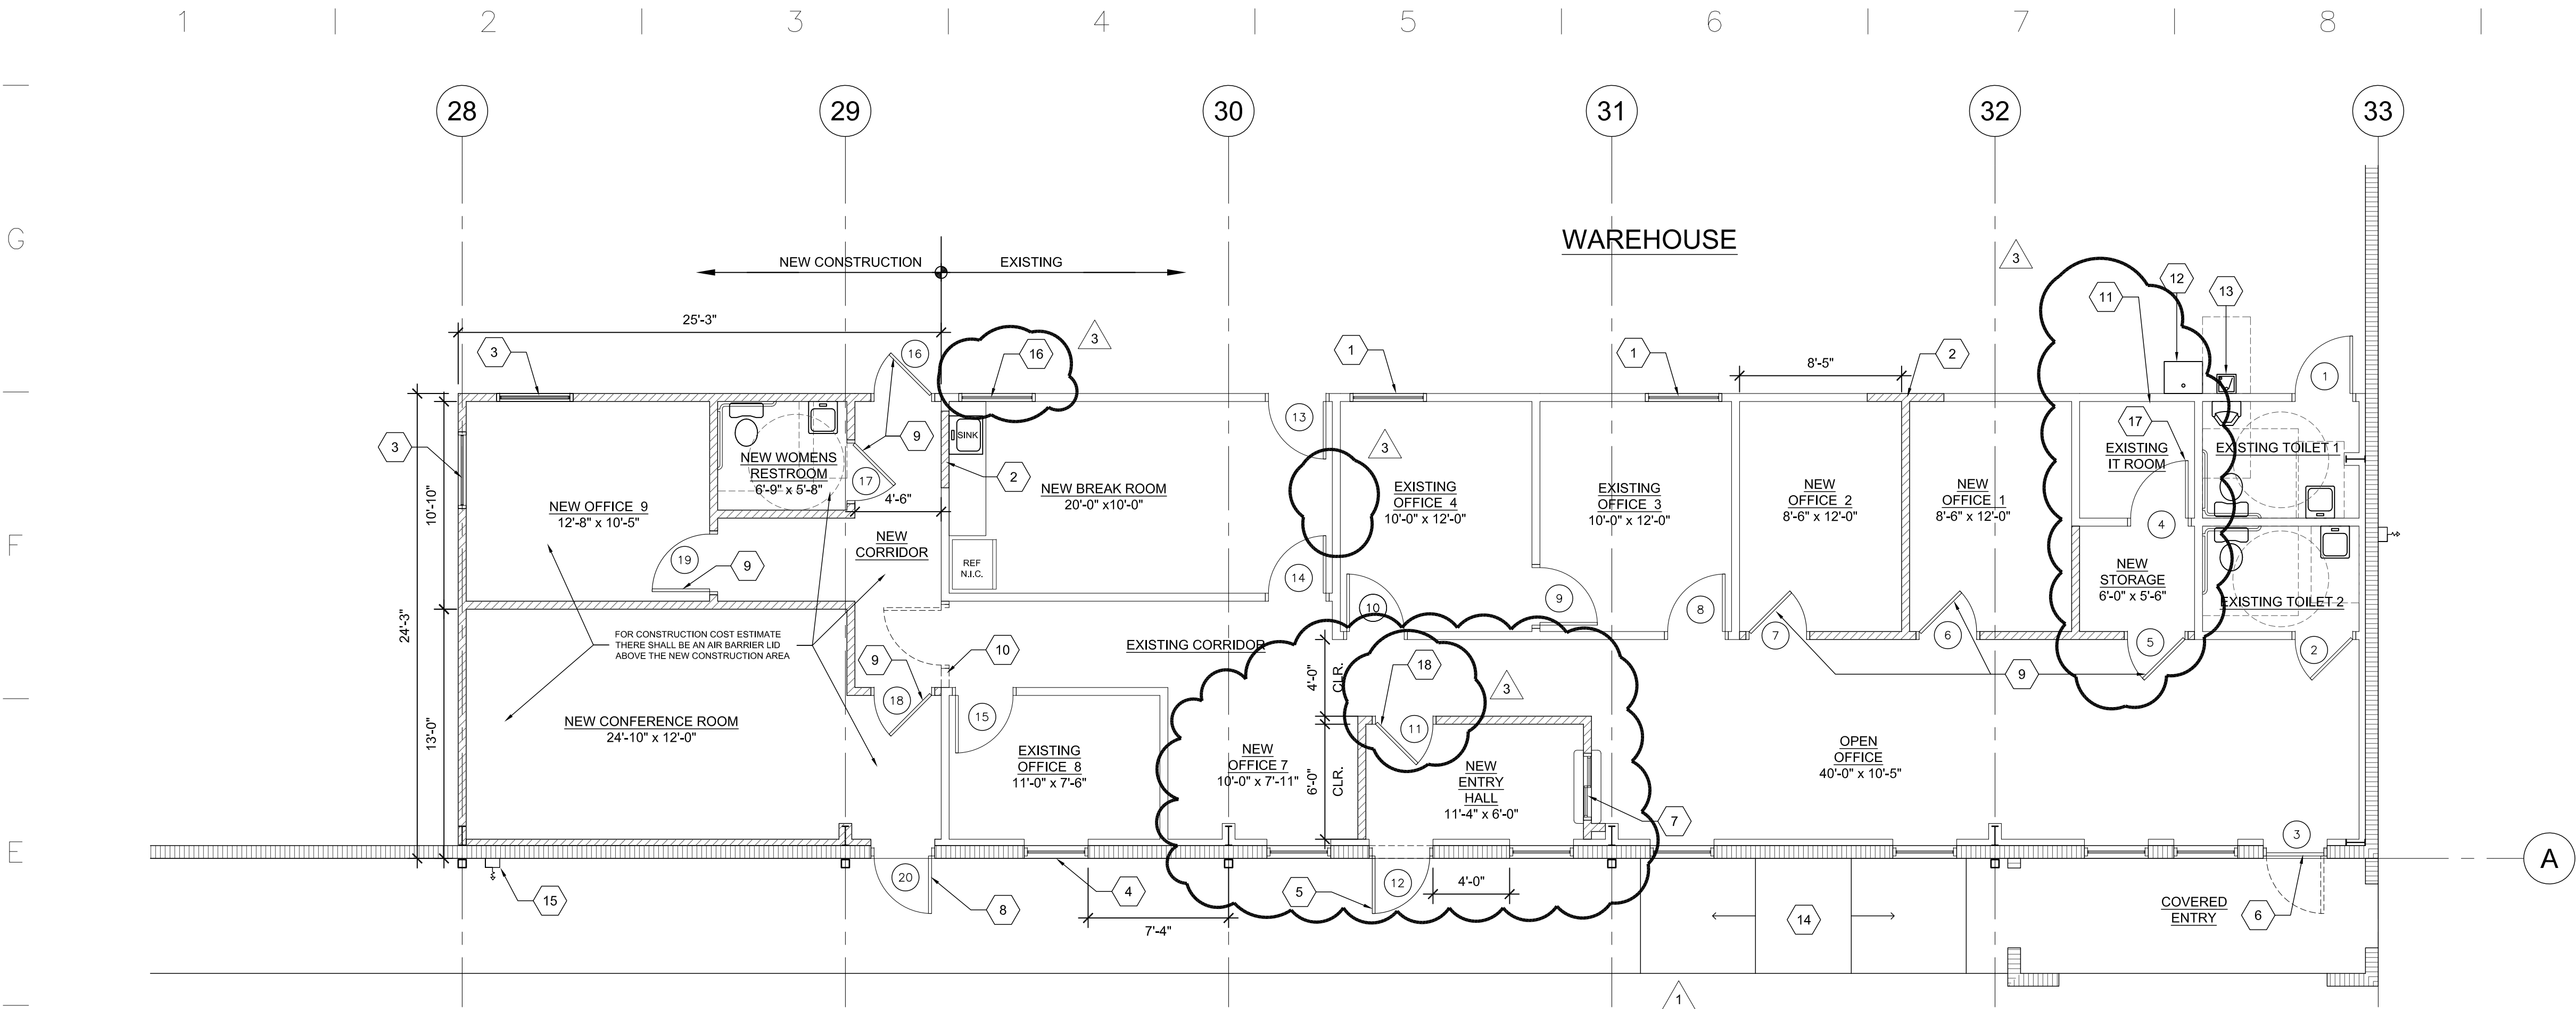 1 2 3 4 5 6 7 8
28 29 30 31 32 33
G
WAREHOUSE
NEW CONSTRUCTION EXISTING
3
12
11
13
25'-3"
3
3
16
16
1
1
8'-5"
2
1
3
9
13
3
17
SINK
NEW WOMENS
RESTROOM
6'-9" x 5'-8"
17
4'-6"
2
NEW BREAK ROOM
20'-0" x10'-0"
EXISTING
OFFICE 4
10'-0" x 12'-0"
EXISTING
OFFICE 3
10'-0" x 12'-0"
NEW
OFFICE 2
8'-6" x 12'-0"
NEW
OFFICE 1
8'-6" x 12'-0"
EXISTING
IT ROOM
EXISTING TOILET 1
10'-10"
NEW OFFICE 9
12'-8" x 10'-5"
F
NEW
CORRIDOR
4
19
9
REF
N.I.C.
14
NEW
STORAGE
6'-0" x 5'-6"
EXISTING TOILET 2
10
9
8
7
6
5
2
24'-3"
FOR CONSTRUCTION COST ESTIMATE
THERE SHALL BE AN AIR BARRIER LID
ABOVE THE NEW CONSTRUCTION AREA
9
10
EXISTING CORRIDOR
4'-0"
CLR.
18
3
9
18
15
11
13'-0"
NEW CONFERENCE ROOM
24'-10" x 12'-0"
EXISTING
OFFICE 8
11'-0" x 7'-6"
NEW
OFFICE 7
10'-0" x 7'-11"
6'-0"
CLR.
NEW
ENTRY
HALL
11'-4" x 6'-0"
7
OPEN
OFFICE
40'-0" x 10'-5"
3
E
A
15
20
8
4
5
12
4'-0"
7'-4"
14
COVERED
ENTRY
6
1